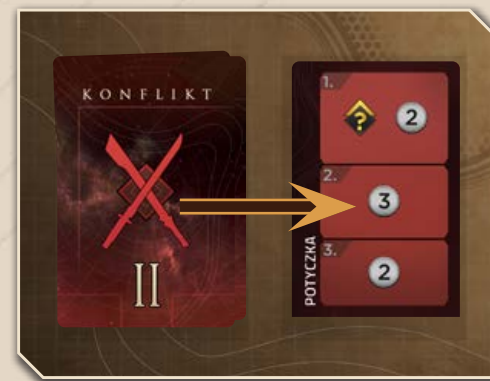 KONFLIKT
II
POTYCZKA
1.
? 2
2.
3
3.
2